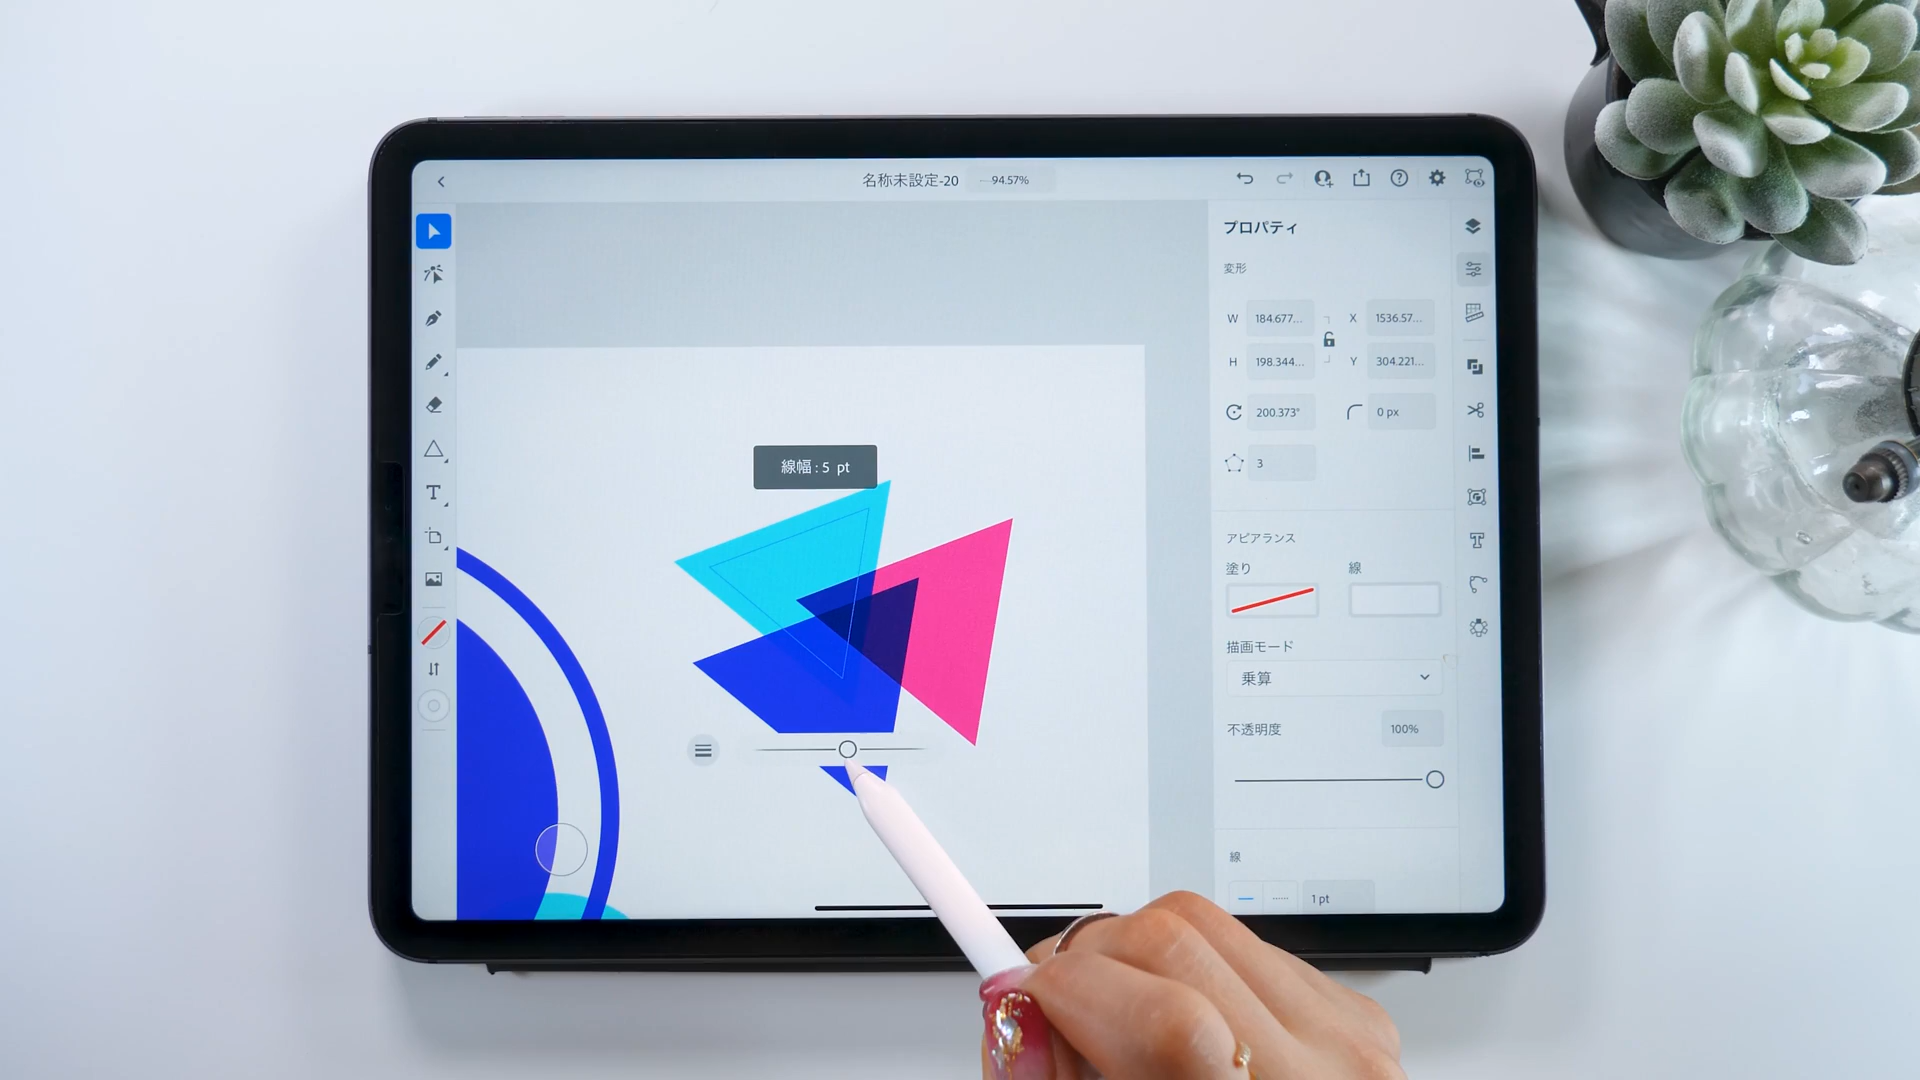 名称未設定-20
94.57%
プロパティ
変形
W 184.677... X 1536.57...
H 198.344... Y 304.221...
200.373° 0 px
3
線幅 : 5 pt
アピアランス
塗り 線
描画モード
乗算
不透明度 100%
線
1 pt
T